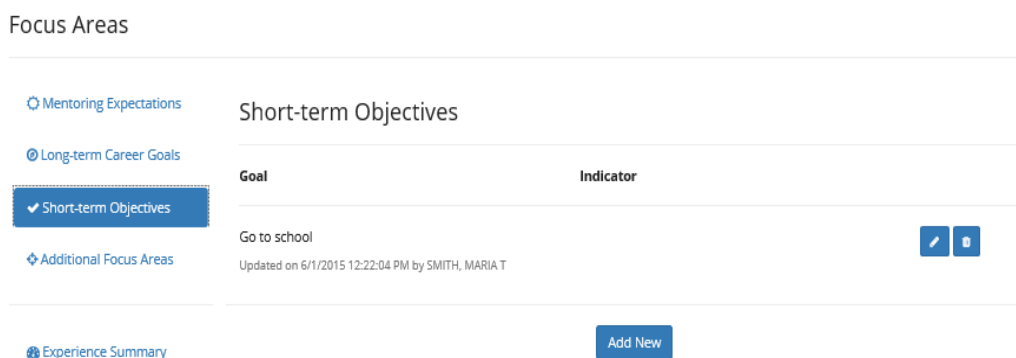 Focus Areas
Mentoring Expectations
Long-term Career Goals
Short-term Objectives
Additional Focus Areas
Experience Summary
Short-term Objectives
Goal Indicator
Go to school
Updated on 6/1/2015 12:22:04 PM by SMITH, MARIA T
Add New